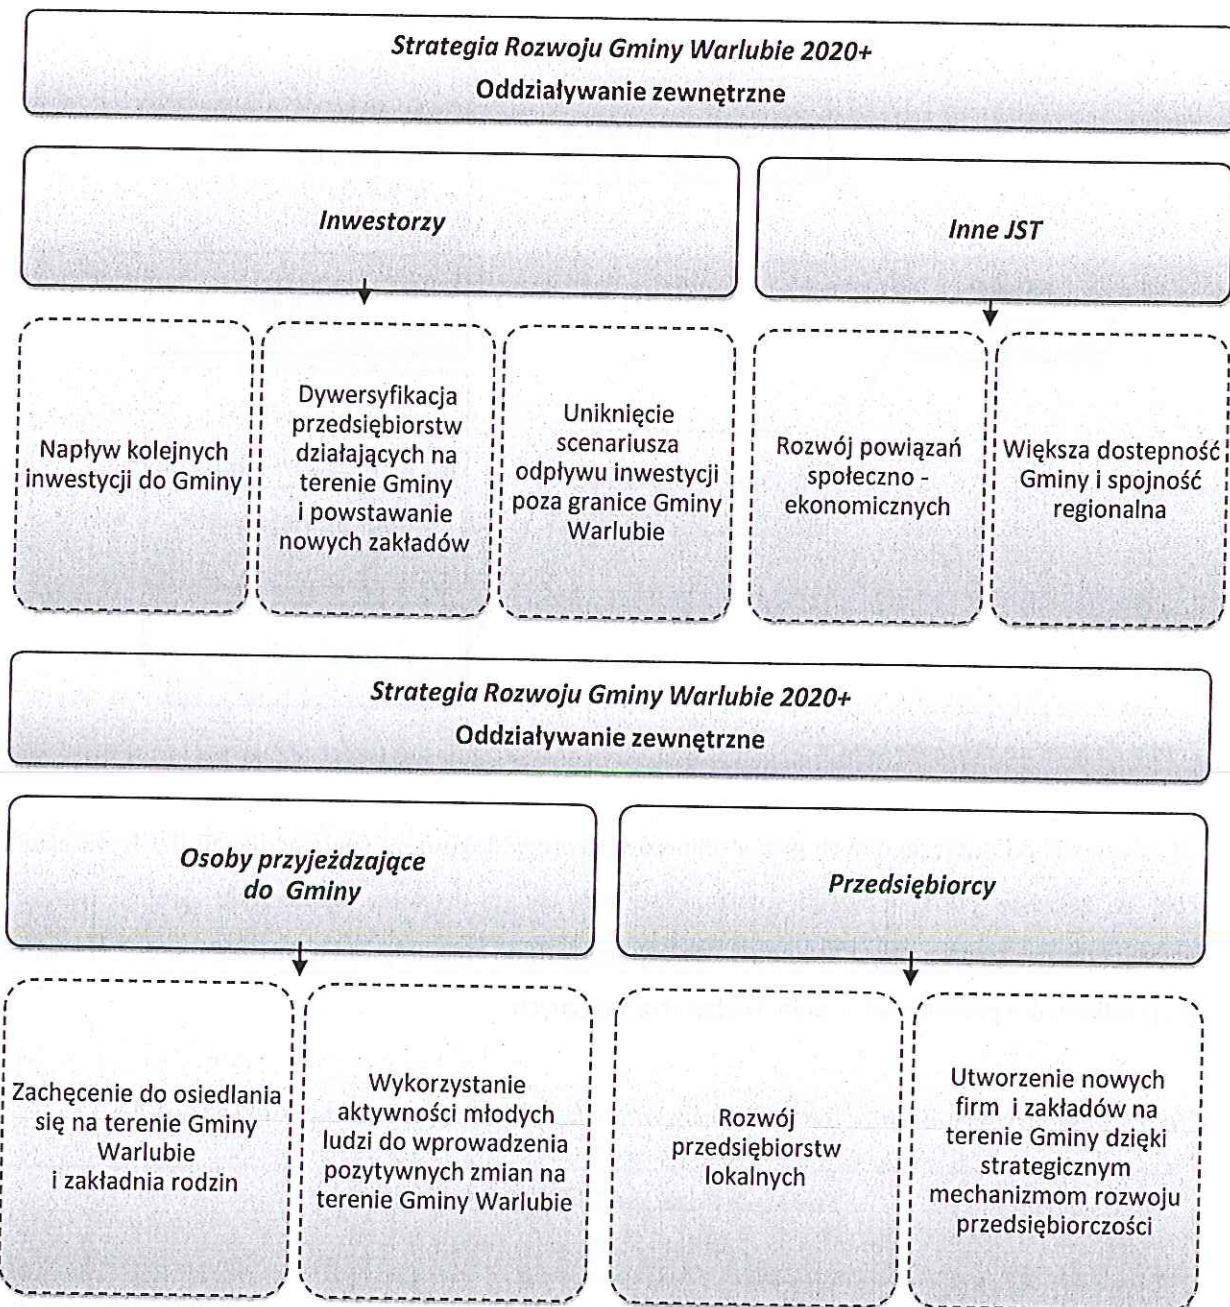 Strategia Rozwoju Gminy Warlubie 2020+
Oddziaływanie zewnętrzne
Inwestorzy
Inne JST
Napływ kolejnych
inwestycji do Gminy
Dywersyfikacja
przedsiębiorstw
działających na
terenie Gminy
i powstawanie
nowych zakładów
Uniknięcie
scenariusza
odpływu inwestycji
poza granice Gminy
Warlubie
Rozwój powiązań
społeczno -
ekonomicznych
Większa dostepność
Gminy i spojność
regionalna
Strategia Rozwoju Gminy Warlubie 2020+
Oddziaływanie zewnętrzne
Osoby przyjeżdzające
do Gminy
Przedsiębiorcy
Zachęcenie do osiedlania
się na terenie Gminy
Warlubie
i zakładnia rodzin
Wykorzystanie
aktywności młodych
ludzi do wprowadzenia
pozytywnych zmian na
terenie Gminy Warlubie
Rozwój
przedsiębiorstw
lokalnych
Utworzenie nowych
firm i zakładów na
terenie Gminy dzięki
strategicznym
mechanizmom rozwoju
przedsiębiorczości